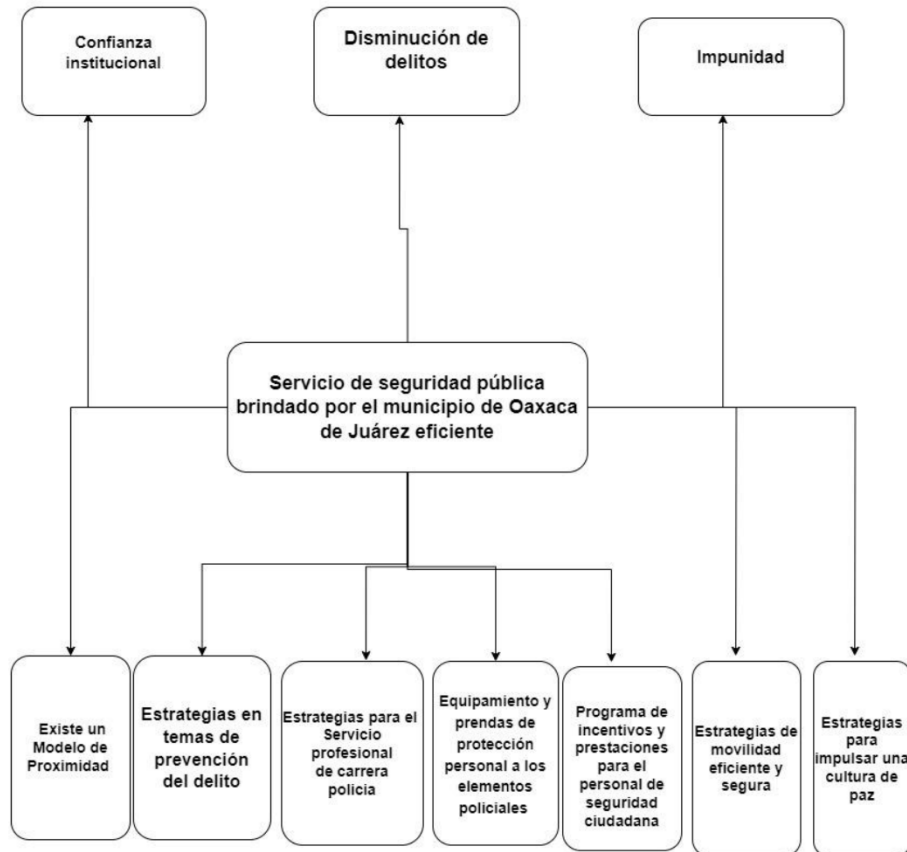 Confianza
institucional
Disminución de
delitos
Impunidad
Servicio de seguridad pública
brindado por el municipio de Oaxaca
de Juárez eficiente
Existe un
Modelo de
Proximidad
Estrategias en
temas de
prevención
del delito
Estrategias para el
Servicio
profesional
de carrera
policia
Equipamiento y
prendas de
protección
personal a los
elementos
policiales
Programa de
incentivos y
prestaciones
para el
personal de
seguridad
ciudadana
Estrategias de
movilidad
eficiente y
segura
Estrategias
para
impulsar una
cultura de
paz